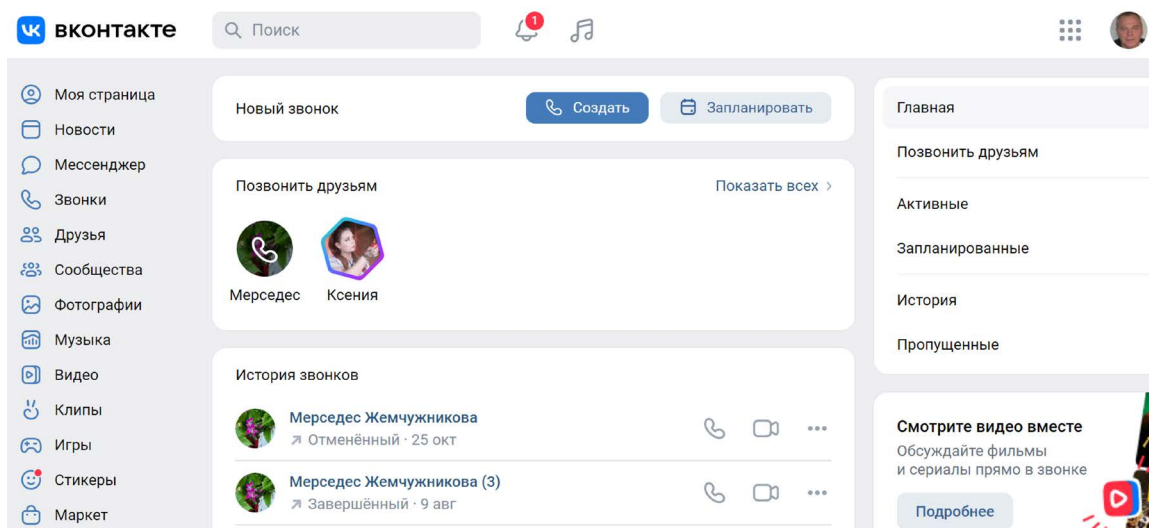 вконтакте
Поиск
1
Моя страница
Новости
Мессенджер
Звонки
Друзья
Сообщества
Фотографии
Музыка
Видео
Клипы
Игры
Стикеры
Маркет
Новый звонок
Создать
Запланировать
Позвонить друзьям
Показать всех
Мерседес
Ксения
История звонков
Мерседес Жемчужникова
Отменённый · 25 окт
Мерседес Жемчужникова (3)
Завершённый · 9 авг
Главная
Позвонить друзьям
Активные
Запланированные
История
Пропущенные
Смотрите видео вместе
Обсуждайте фильмы
и сериалы прямо в звонке
Подробнее